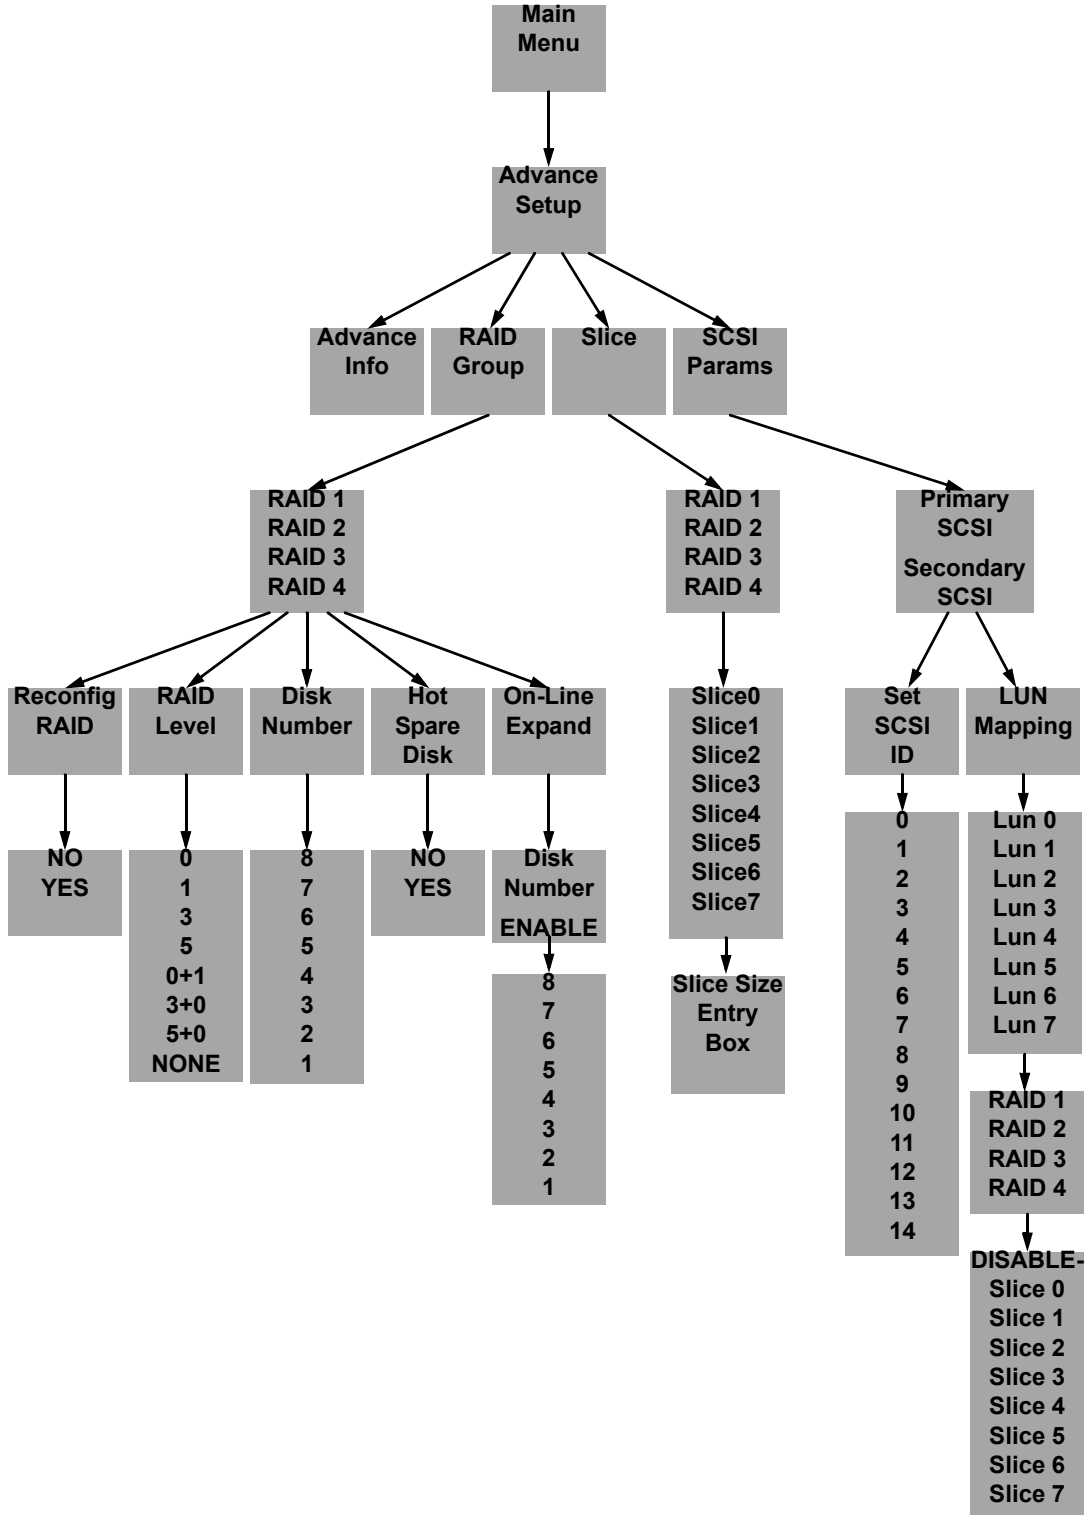 Main
Menu
Advance
Setup
Advance
Info
RAID
Group
Slice
SCSI
Params
RAID 1
RAID 2
RAID 3
RAID 4
RAID 1
RAID 2
RAID 3
RAID 4
Primary
SCSI
Secondary
SCSI
Reconfig
RAID
RAID
Level
Disk
Number
Hot
Spare
Disk
On-Line
Expand
Slice0
Slice1
Slice2
Slice3
Slice4
Slice5
Slice6
Slice7
Set
SCSI
ID
LUN
Mapping
NO
YES
0
1
3
5
0+1
3+0
5+0
NONE
8
7
6
5
4
3
2
1
NO
YES
Disk
Number
ENABLE
8
7
6
5
4
3
2
1
Slice Size
Entry
Box
0
1
2
3
4
5
6
7
8
9
10
11
12
13
14
Lun 0
Lun 1
Lun 2
Lun 3
Lun 4
Lun 5
Lun 6
Lun 7
RAID 1
RAID 2
RAID 3
RAID 4
DISABLE-
Slice 0
Slice 1
Slice 2
Slice 3
Slice 4
Slice 5
Slice 6
Slice 7